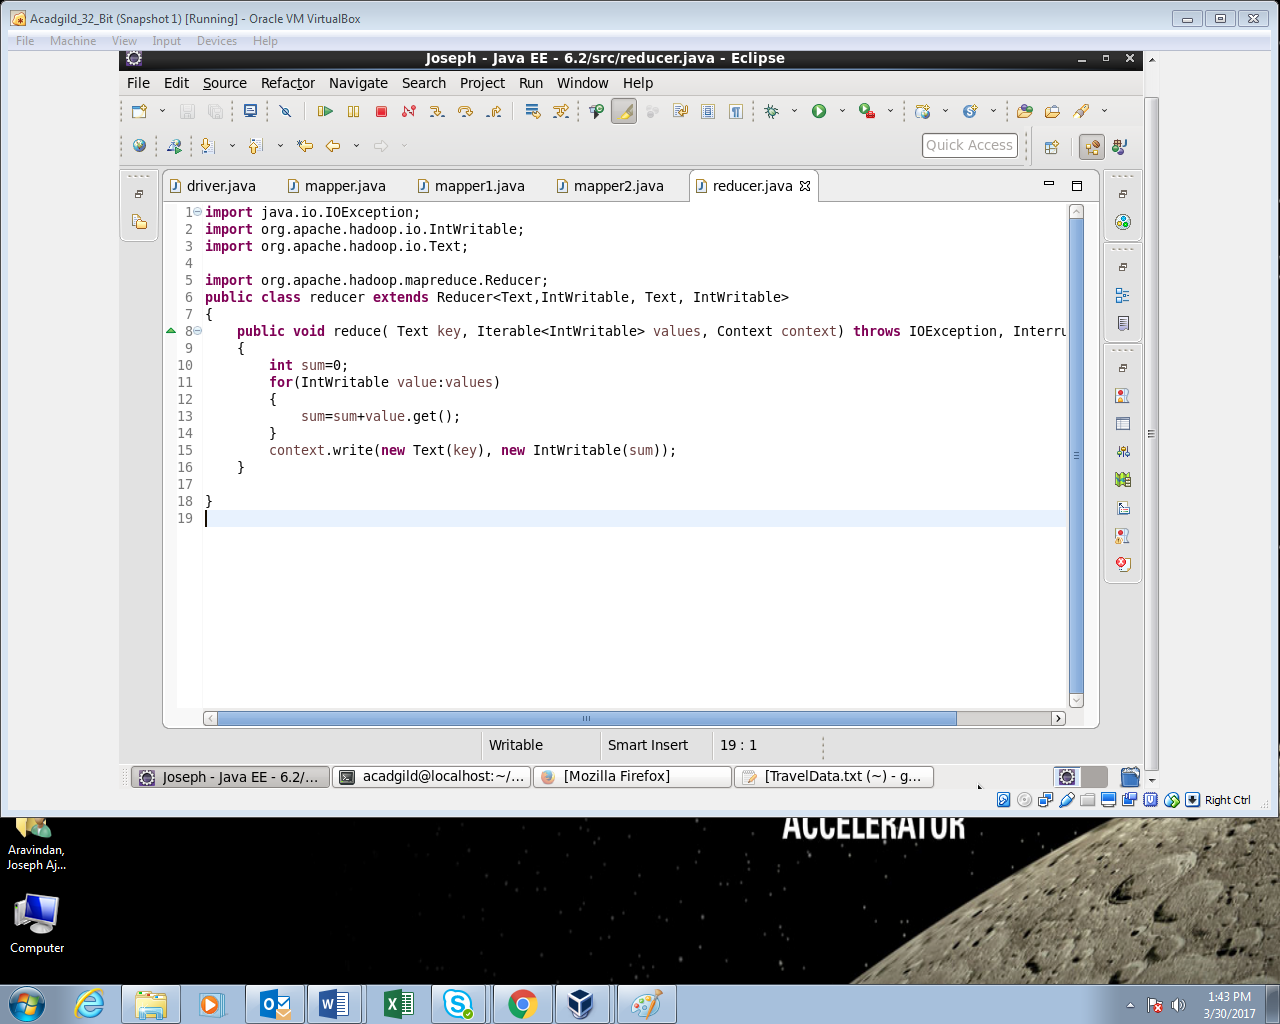 Acadgild_32_Bit (Snapshot 1) [Running] - Oracle VM VirtualBox
File Machine View Input Devices Help
Joseph - Java EE - 6.2/src/reducer.java - Eclipse
File Edit Source Refactor Navigate Search Project Run Window Help
Quick Access
driver.java mapper.java mapper1.java mapper2.java reducer.java
1 import java.io.IOException;
2 import org.apache.hadoop.io.IntWritable;
3 import org.apache.hadoop.io.Text;
4
5 import org.apache.hadoop.mapreduce.Reducer;
6 public class reducer extends Reducer<Text,IntWritable, Text, IntWritable>
7 {
8 public void reduce( Text key, Iterable<IntWritable> values, Context context) throws IOException, Interru
9 {
10 int sum=0;
11 for(IntWritable value:values)
12 {
13 sum=sum+value.get();
14 }
15 context.write(new Text(key), new IntWritable(sum));
16 }
17
18 }
19
Writable Smart Insert 19 : 1
Joseph - Java EE - 6.2/... acadgild@localhost:~/... [Mozilla Firefox] [TravelData.txt (~) - g...
Right Ctrl
ACCELERATOR
Aravindan,
Joseph Aj...
Computer
1:43 PM
3/30/2017